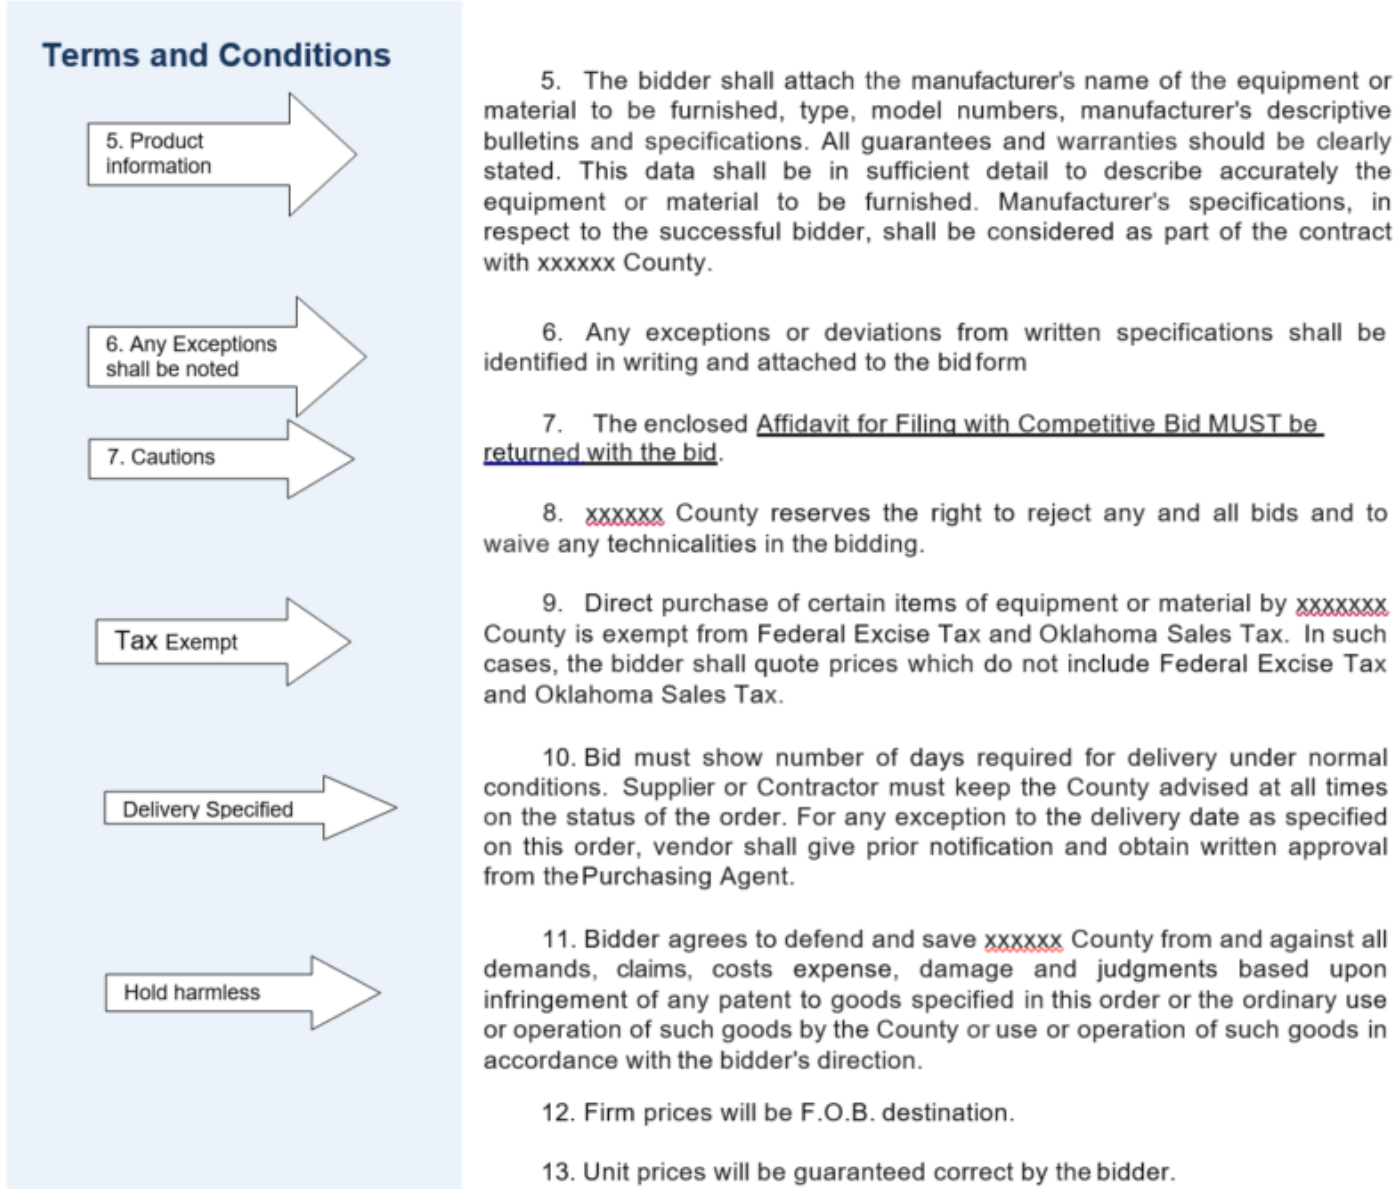 Terms and Conditions
5. Product
information
5. The bidder shall attach the manufacturer's name of the equipment or
material to be furnished, type, model numbers, manufacturer's descriptive
bulletins and specifications. All guarantees and warranties should be clearly
stated. This data shall be in sufficient detail to describe accurately the
equipment or material to be furnished. Manufacturer's specifications, in
respect to the successful bidder, shall be considered as part of the contract
with xxxxxx County.
6. Any Exceptions
shall be noted
6. Any exceptions or deviations from written specifications shall be
identified in writing and attached to the bid form
7. Cautions
7. The enclosed Affidavit for Filing with Competitive Bid MUST be
returned with the bid.
8. xxxxxx County reserves the right to reject any and all bids and to
waive any technicalities in the bidding.
Tax Exempt
9. Direct purchase of certain items of equipment or material by xxxxxxx
County is exempt from Federal Excise Tax and Oklahoma Sales Tax. In such
cases, the bidder shall quote prices which do not include Federal Excise Tax
and Oklahoma Sales Tax.
Delivery Specified
10. Bid must show number of days required for delivery under normal
conditions. Supplier or Contractor must keep the County advised at all times
on the status of the order. For any exception to the delivery date as specified
on this order, vendor shall give prior notification and obtain written approval
from the Purchasing Agent.
Hold harmless
11. Bidder agrees to defend and save xxxxxx County from and against all
demands, claims, costs expense, damage and judgments based upon
infringement of any patent to goods specified in this order or the ordinary use
or operation of such goods by the County or use or operation of such goods in
accordance with the bidder's direction.
12. Firm prices will be F.O.B. destination.
13. Unit prices will be guaranteed correct by the bidder.